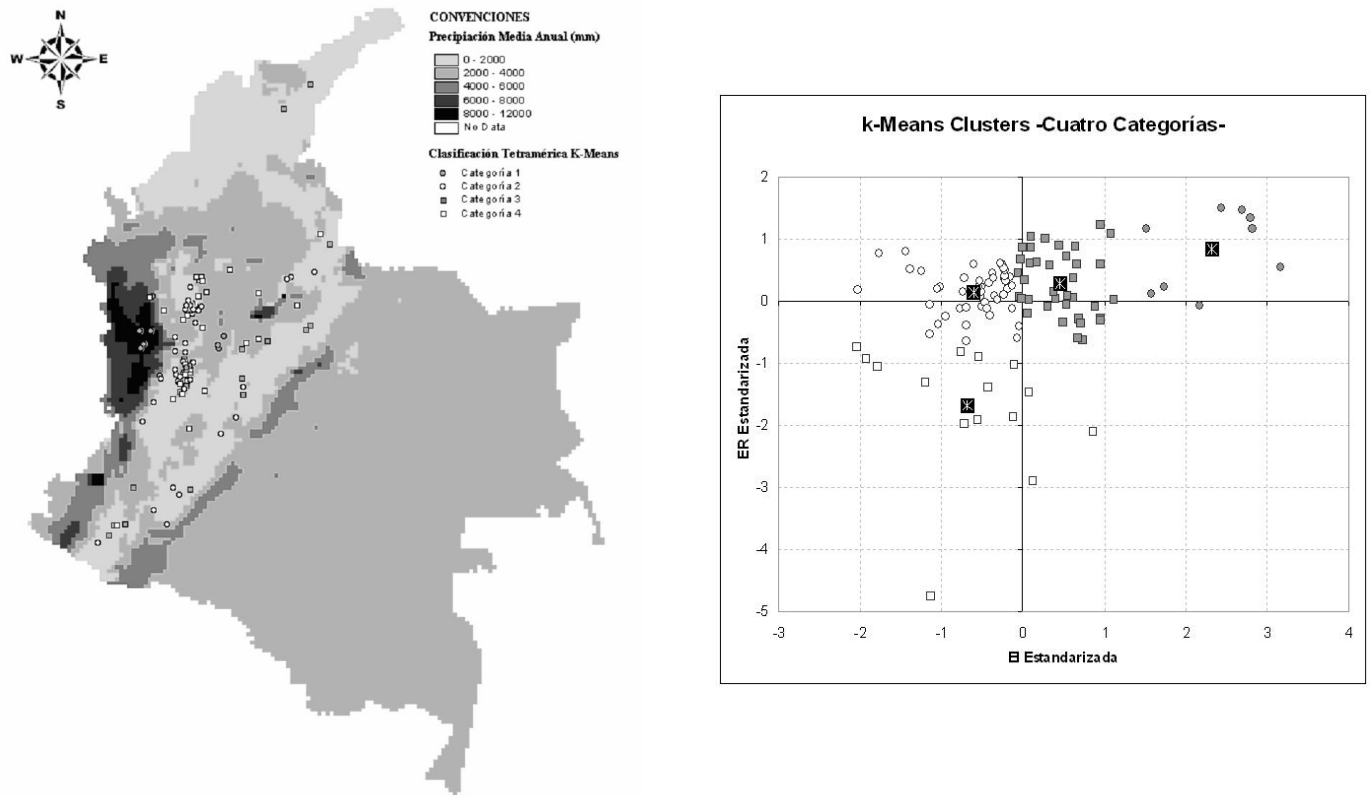 N
W E
S
CONVENCIONES
Precipiación Media Anual (mm)
0 - 2000
2000 - 4000
4000 - 6000
6000 - 8000
8000 - 12000
No Data
Clasificación Tetramérica K-Means
Categoría 1
Categoría 2
Categoría 3
Categoría 4
k-Means Clusters -Cuatro Categorías-
2
1
0
-1
-2
-3
-4
-5
ER Estandarizada
-3 -2 -1 0 1 2 3 4
Estandarizada